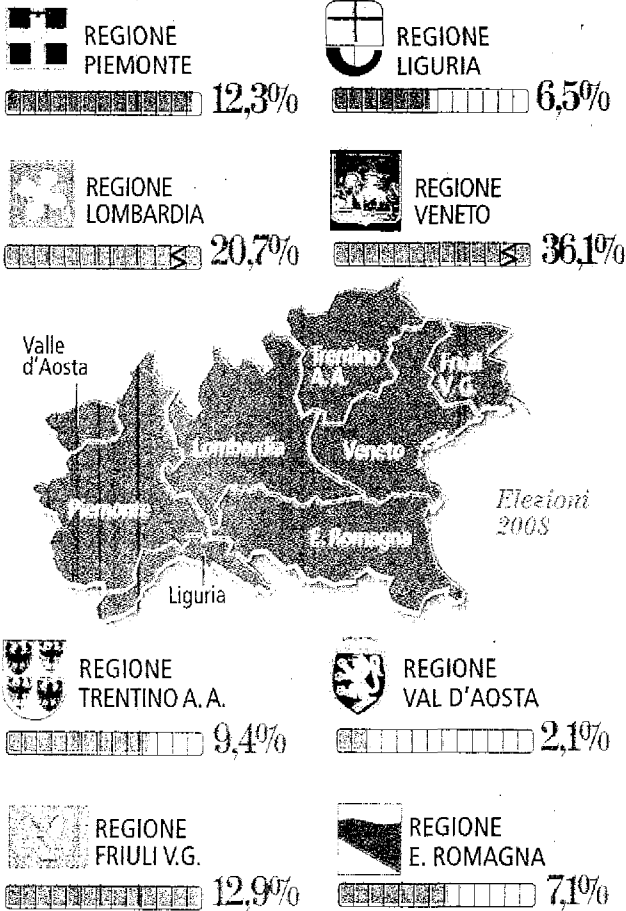 REGIONE
PIEMONTE
12,3%
REGIONE
LIGURIA
6,5%
REGIONE
LOMBARDIA
20,7%
REGIONE
VENETO
36,1%
Valle
d'Aosta
Trentino
A. A.
Friuli
V. G.
Lombardia
Veneto
Piemonte
E. Romagna
Liguria
Elezioni
2008
REGIONE
TRENTINO A. A.
9,4%
REGIONE
VAL D'AOSTA
2,1%
REGIONE
FRIULI V.G.
12,9%
REGIONE
E. ROMAGNA
7,1%